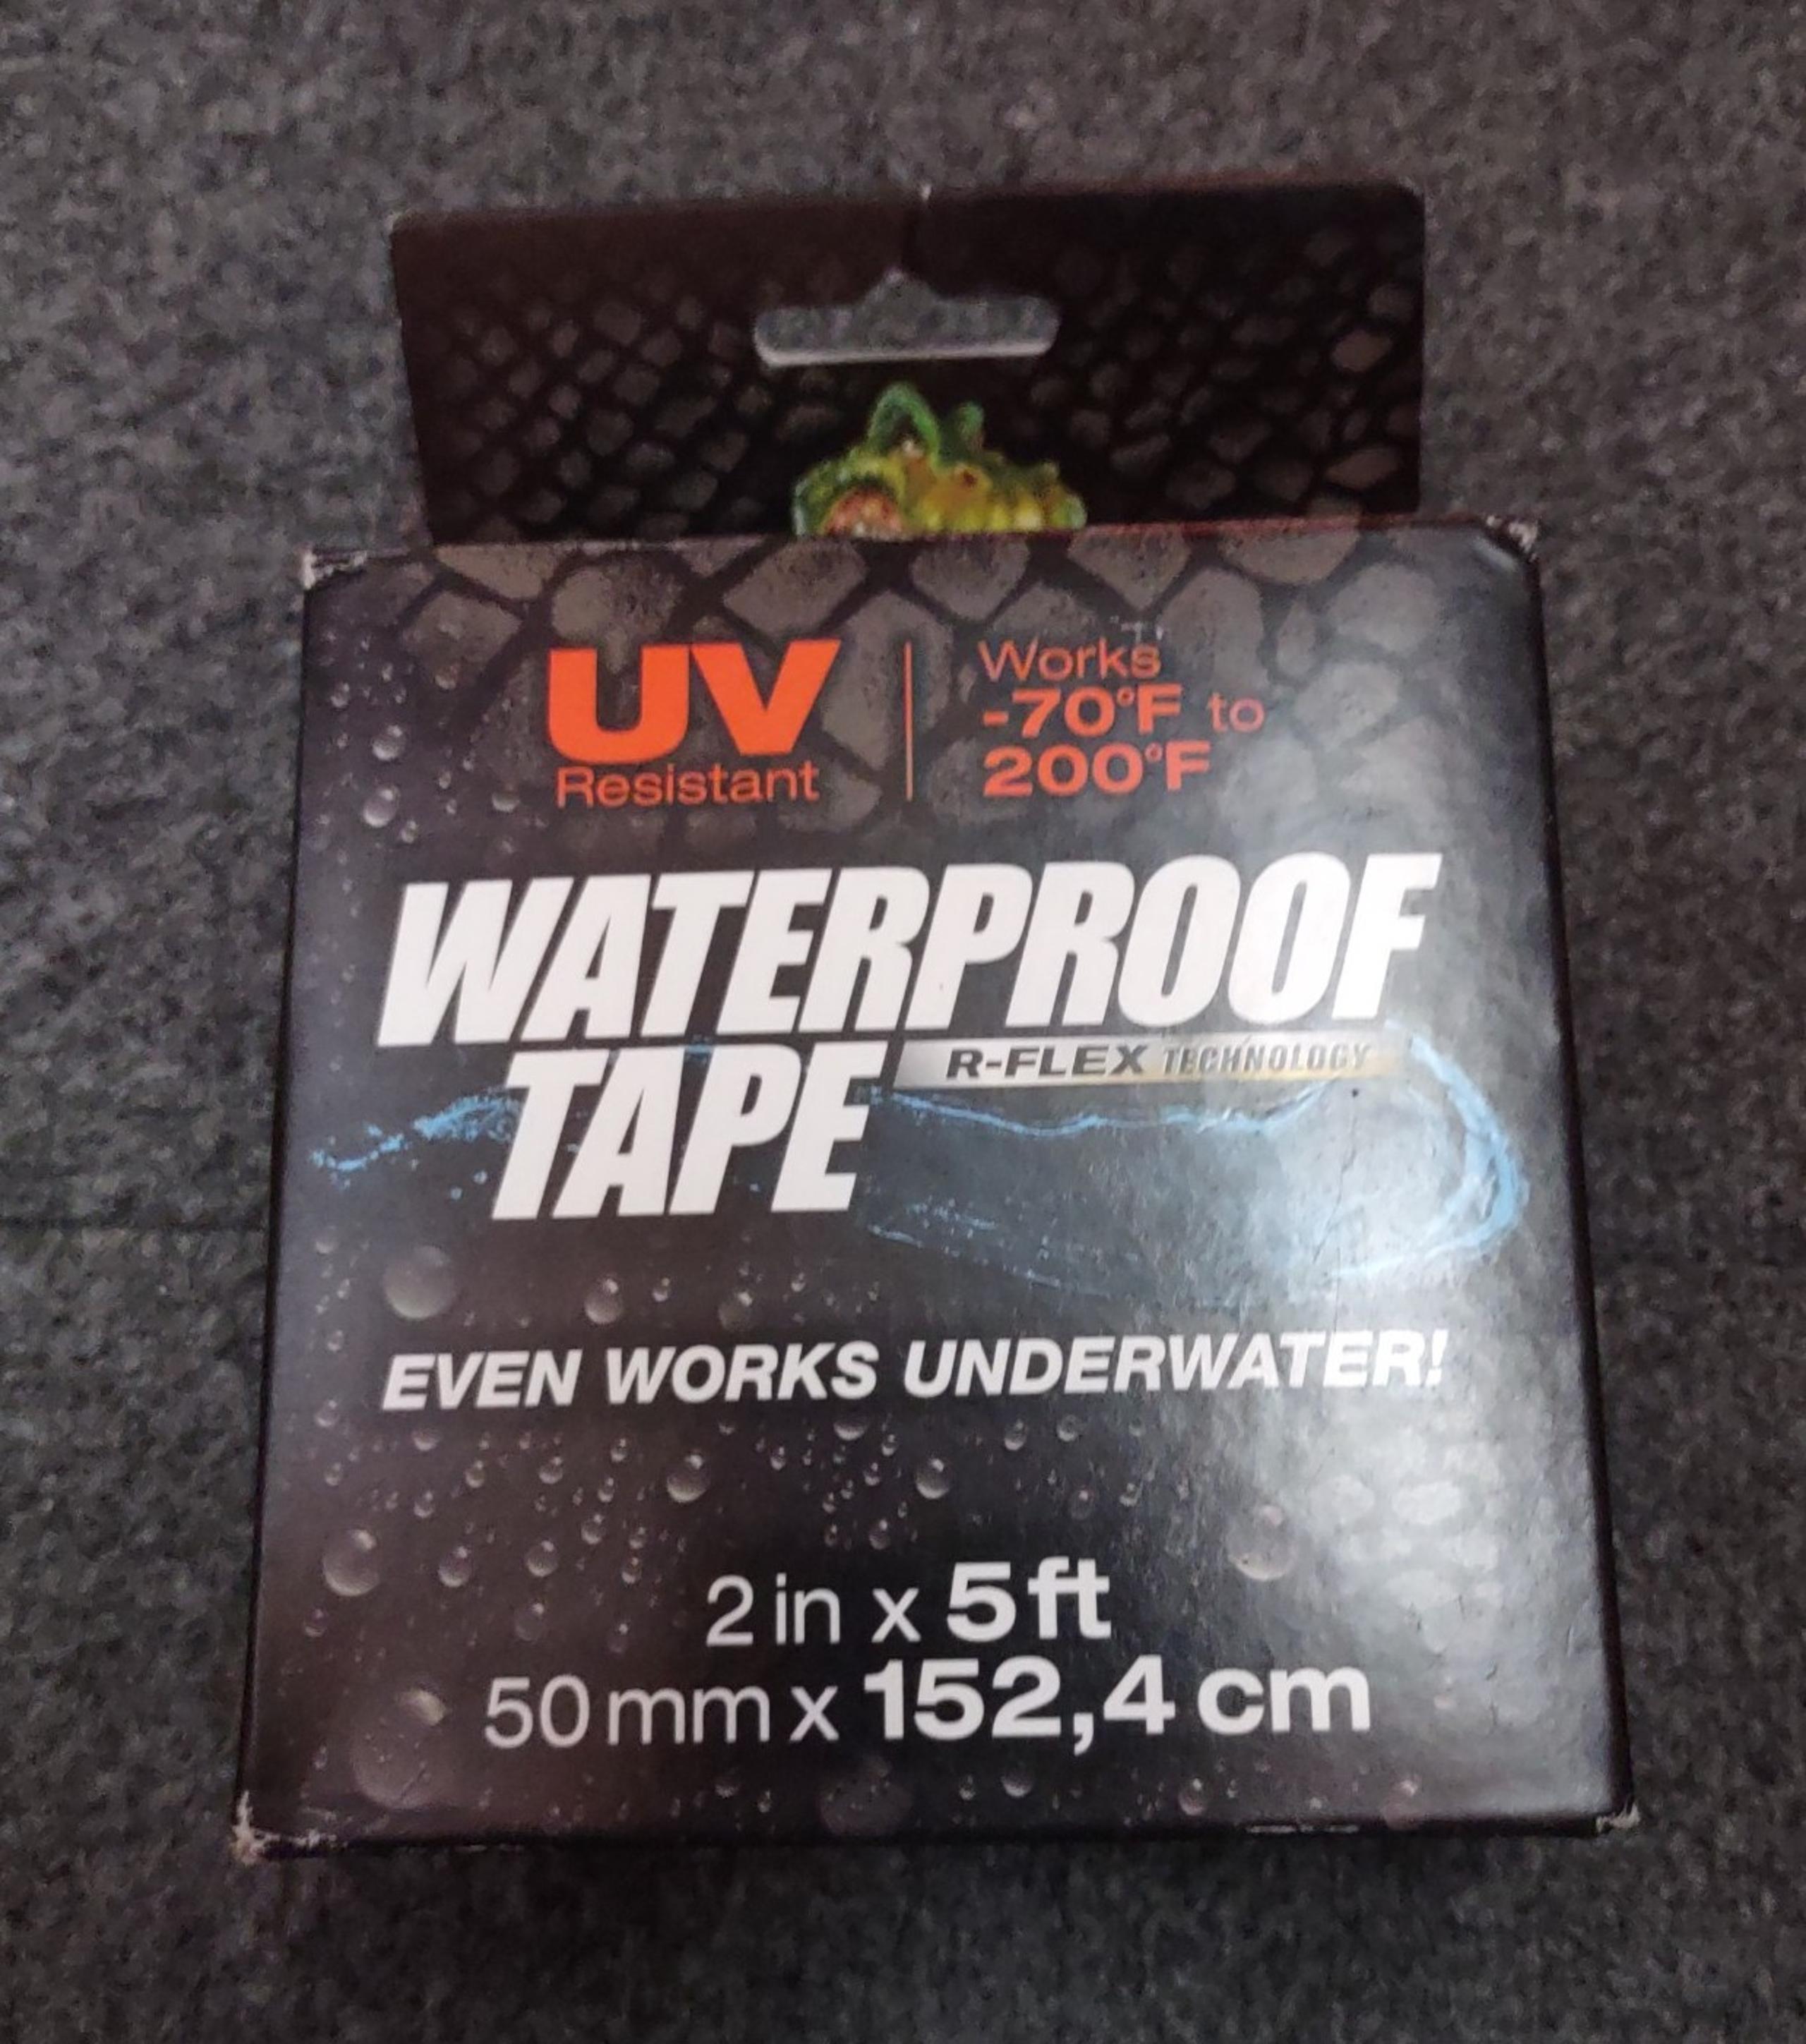 UV
Resistant
Works
-70°F to
200°F
WATERPROOF
TAPE
R-FLEX TECHNOLOGY
EVEN WORKS UNDERWATER!
2 in x 5 ft
50 mm x 152,4 cm